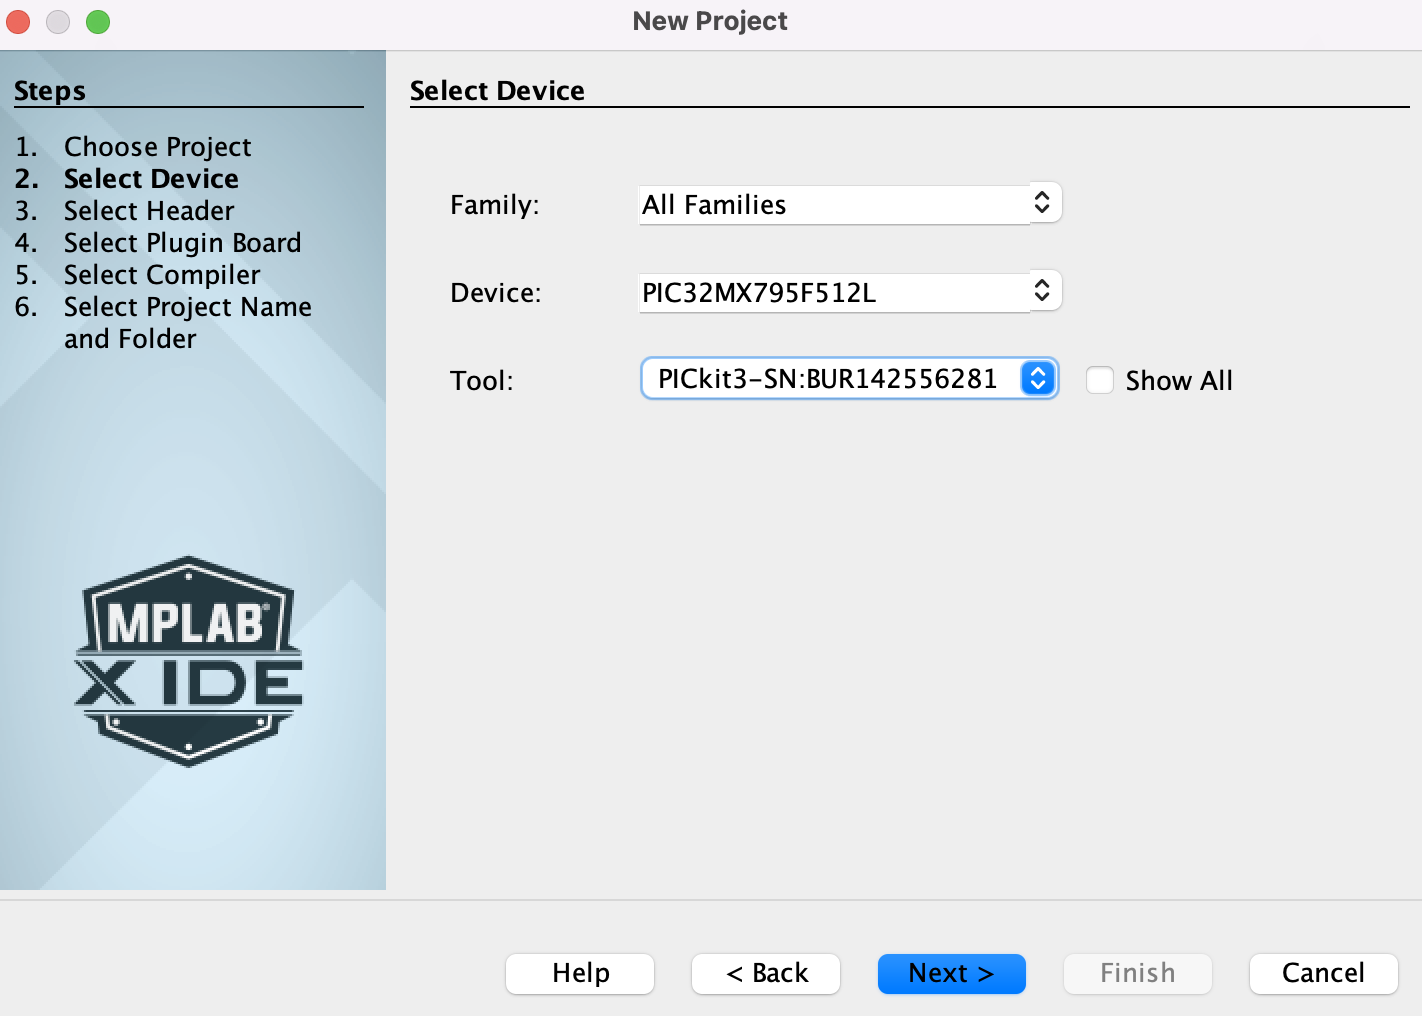 New Project
Steps
1. Choose Project
2. Select Device
3. Select Header
4. Select Plugin Board
5. Select Compiler
6. Select Project Name
and Folder
MPLAB®
X IDE
Select Device
Family: All Families
Device: PIC32MX795F512L
Tool: PICkit3-SN:BUR142556281 Show All
Help < Back Next > Finish Cancel